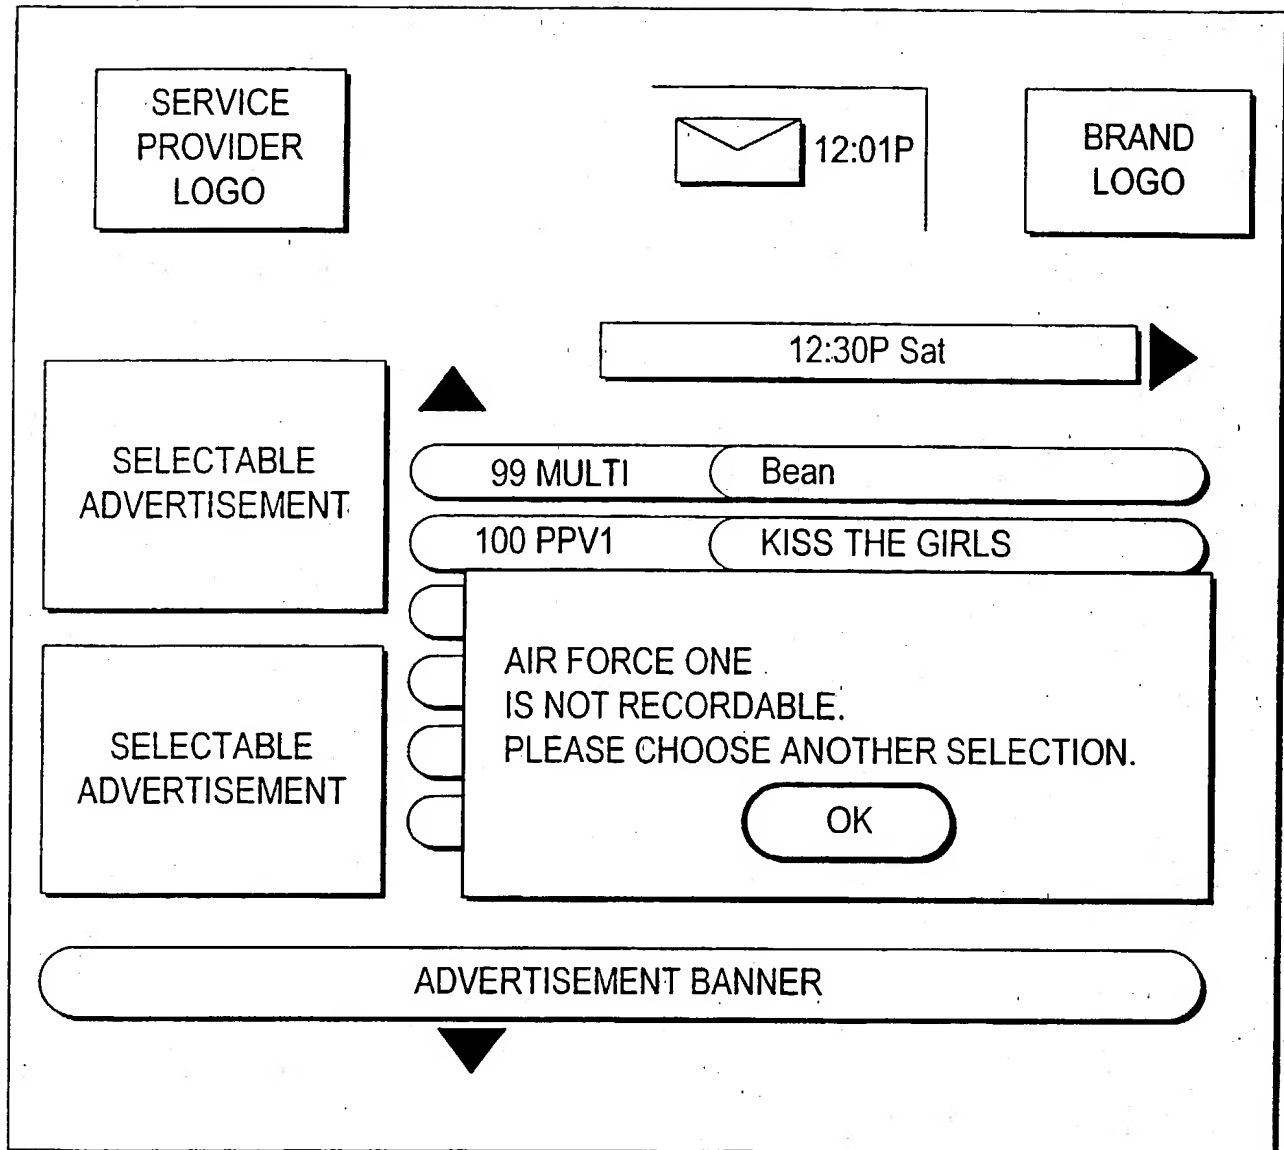 SERVICE
PROVIDER
LOGO
12:01P
BRAND
LOGO
12:30P Sat
SELECTABLE
ADVERTISEMENT
99 MULTI Bean
100 PPV1 KISS THE GIRLS
AIR FORCE ONE
IS NOT RECORDABLE.
PLEASE CHOOSE ANOTHER SELECTION.
OK
SELECTABLE
ADVERTISEMENT
ADVERTISEMENT BANNER